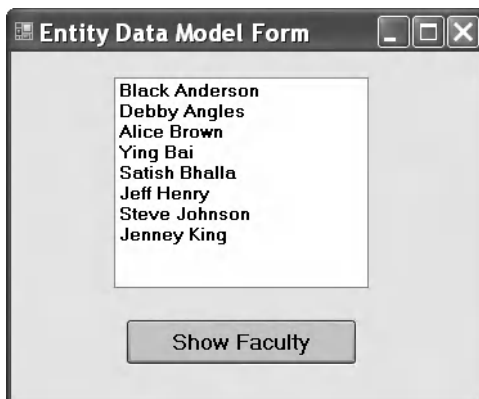 Entity Data Model Form
Black Anderson
Debby Angles
Alice Brown
Ying Bai
Satish Bhalla
Jeff Henry
Steve Johnson
Jenney King
Show Faculty